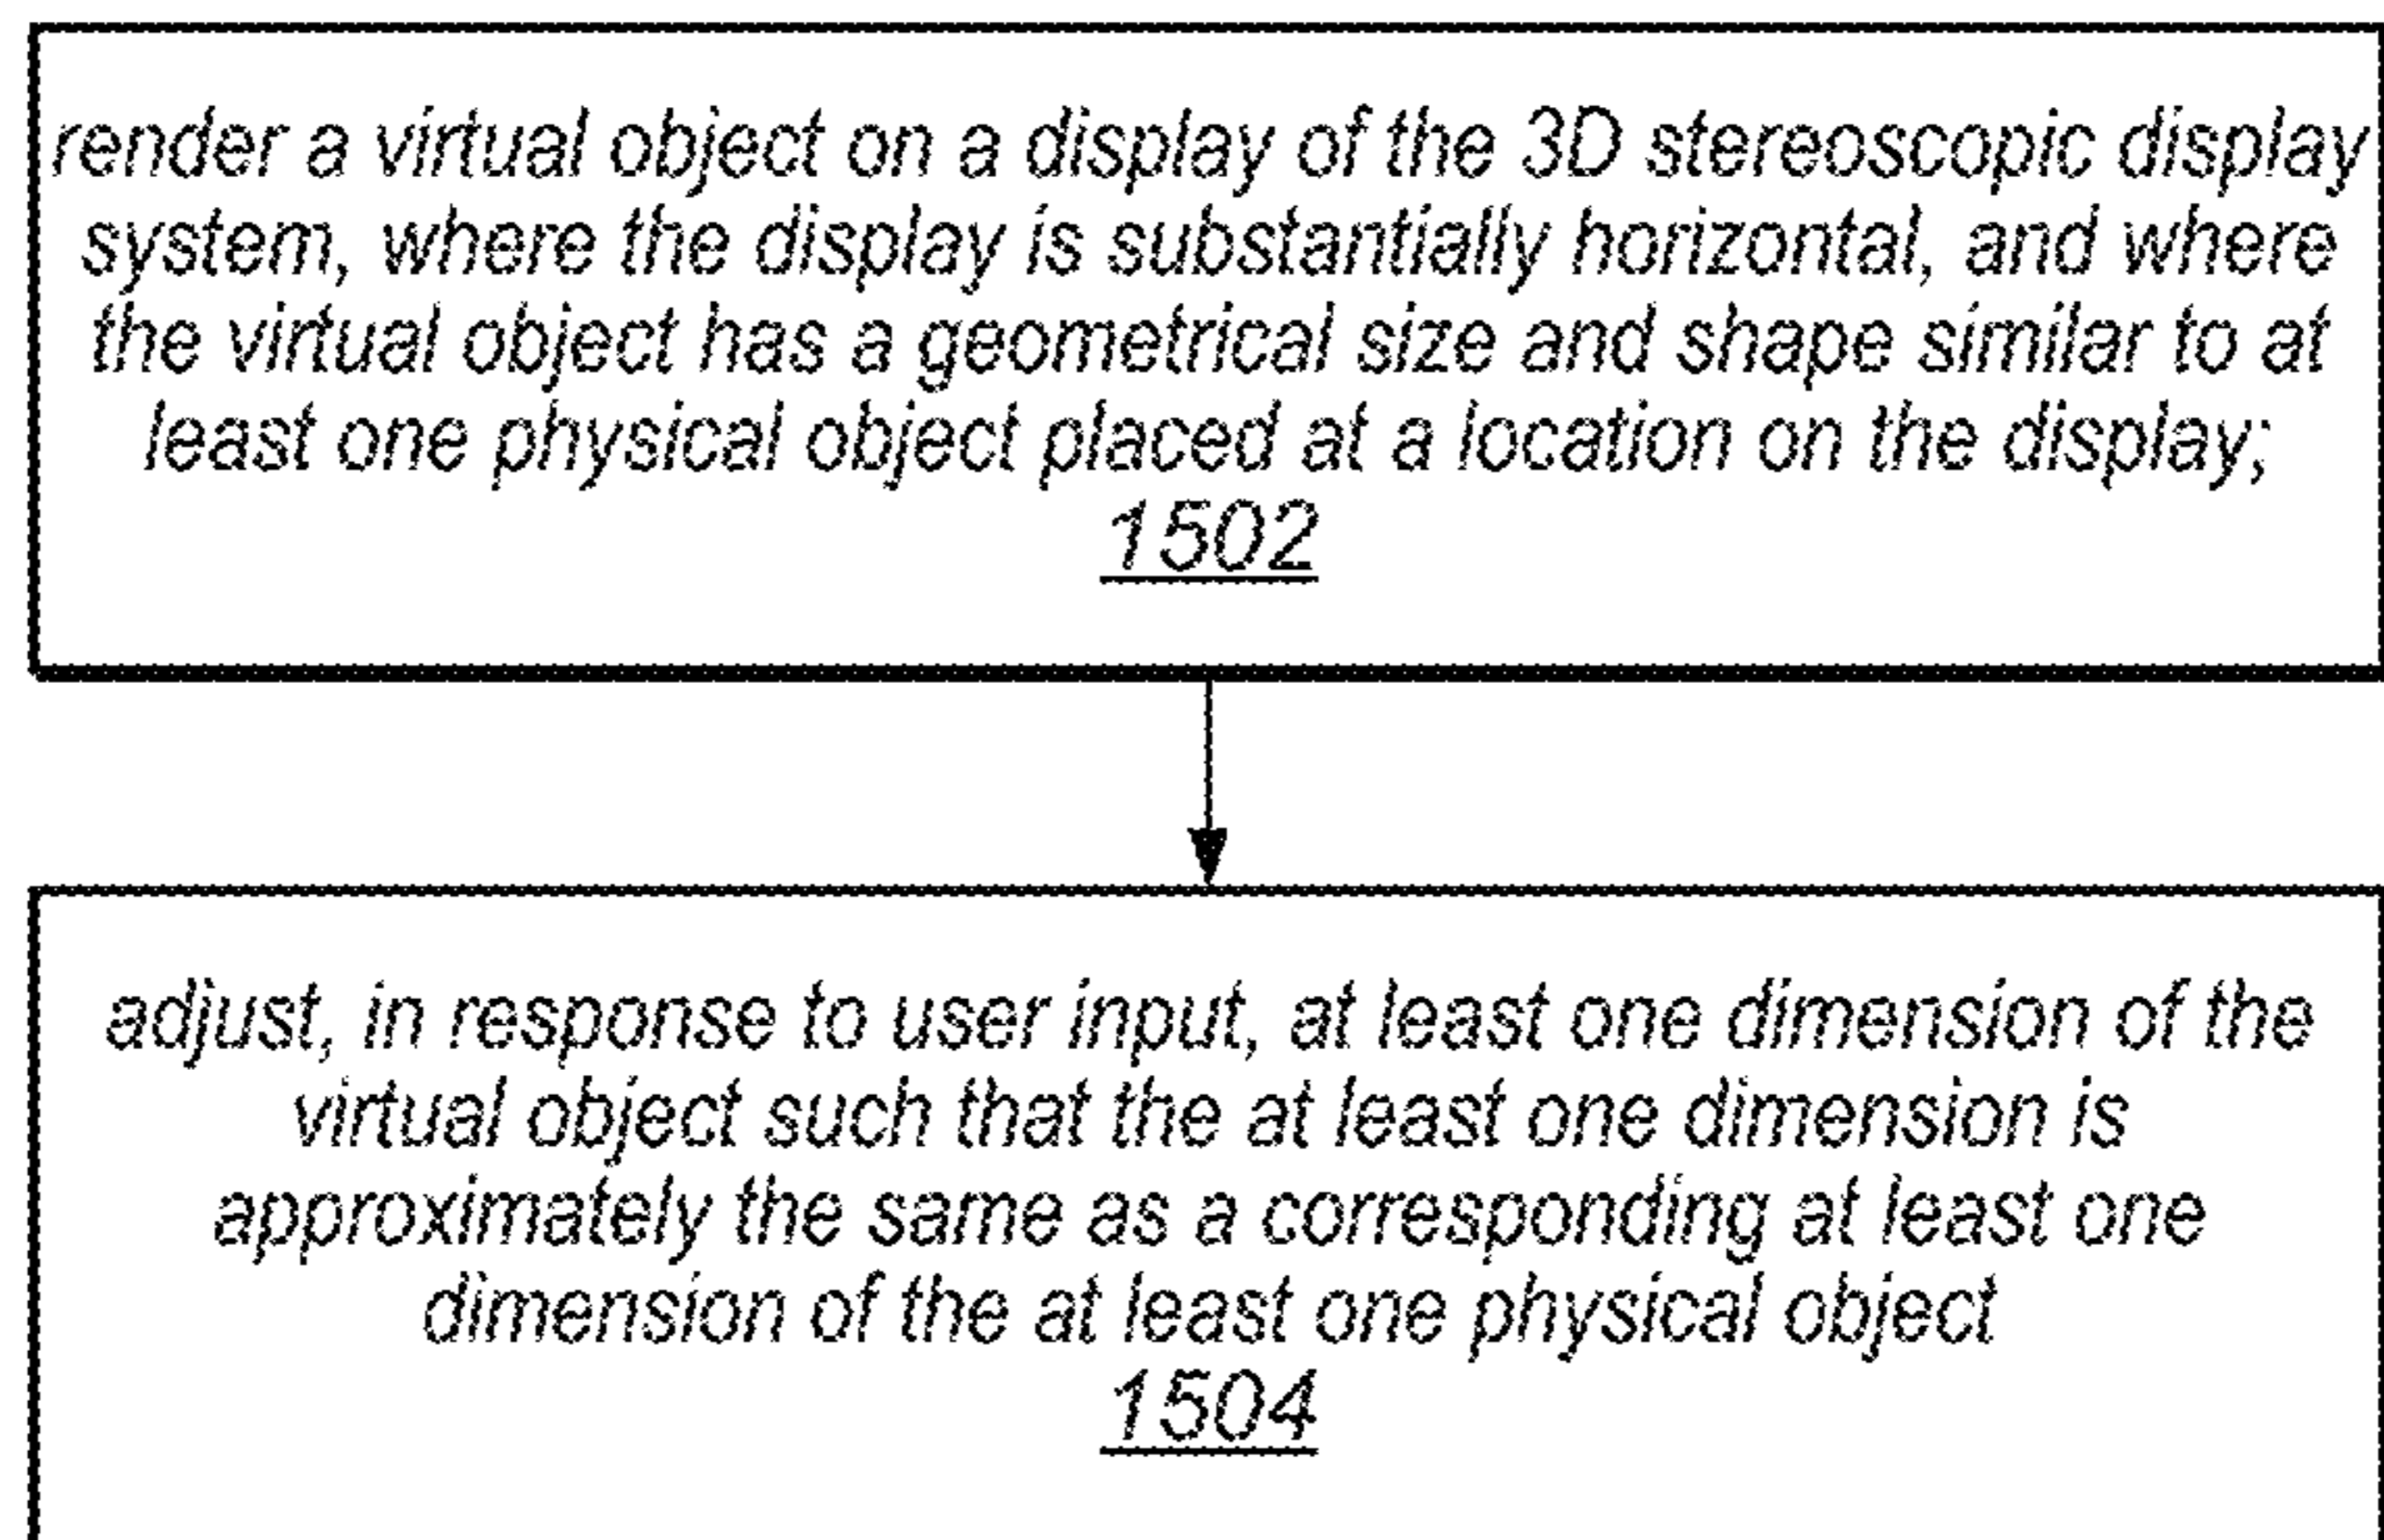 render a virtual object on a display of the 3D stereoscopic display
system, where the display is substantially horizontal, and where
the virtual object has a geometrical size and shape similar to at
least one physical object placed at a location on the display;
1502
adjust, in response to user input, at least one dimension of the
virtual object such that the at least one dimension is
approximately the same as a corresponding at least one
dimension of the at least one physical object
1504